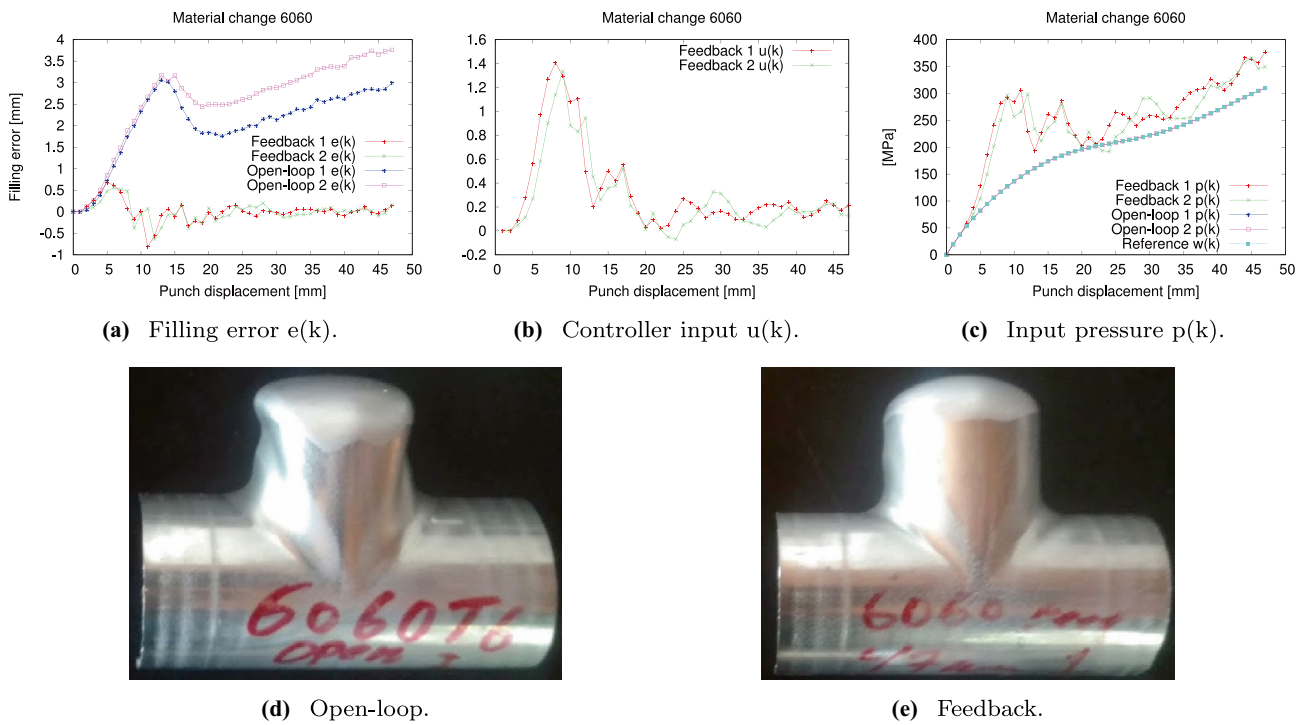 Material change 6060
Filling error [mm]
4
3.5
3
2.5
2
1.5
1
0.5
0
-0.5
-1
Feedback 1 e(k)
Feedback 2 e(k)
Open-loop 1 e(k)
Open-loop 2 e(k)
0 5 10 15 20 25 30 35 40 45 50
Punch displacement [mm]
(a) Filling error e(k).
Material change 6060
1.6
1.4
1.2
1
0.8
0.6
0.4
0.2
0
-0.2
Feedback 1 u(k)
Feedback 2 u(k)
0 5 10 15 20 25 30 35 40 45
Punch displacement [mm]
(b) Controller input u(k).
Material change 6060
[MPa]
400
350
300
250
200
150
100
50
0
Feedback 1 p(k)
Feedback 2 p(k)
Open-loop 1 p(k)
Open-loop 2 p(k)
Reference w(k)
0 5 10 15 20 25 30 35 40 45 50
Punch displacement [mm]
(c) Input pressure p(k).
6060T6
open
(d) Open-loop.
6060
47
(e) Feedback.